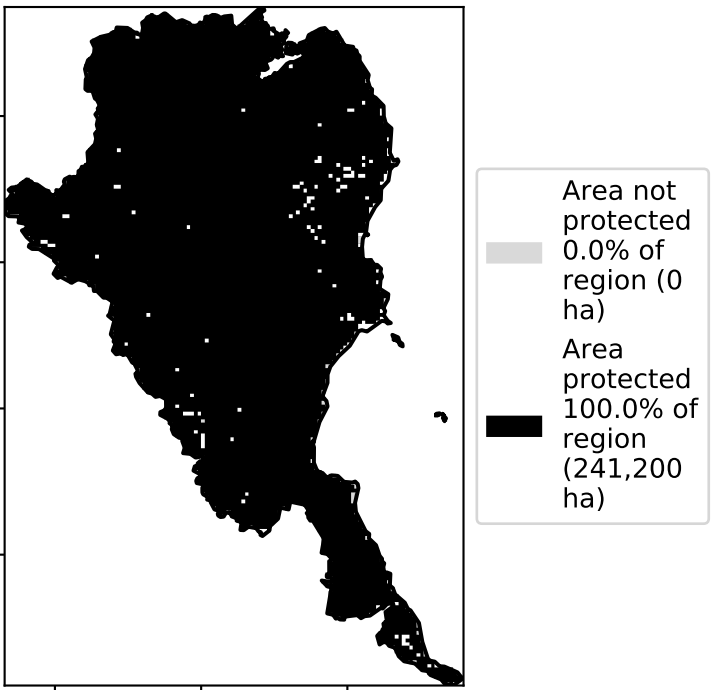 Area not
protected
0.0% of
region (0
ha)
Area
protected
100.0% of
region
(241,200
ha)